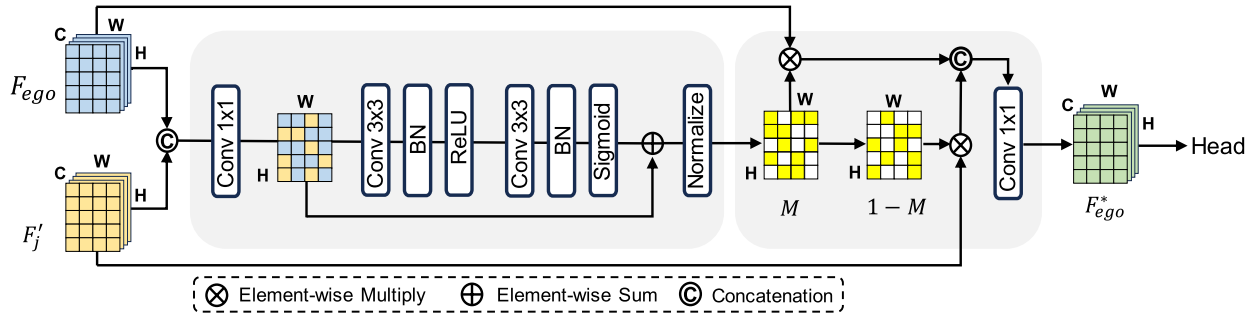 C
W
H
F_ego
C
W
H
F'_j
C
Conv 1x1
W
H
Conv 3x3
BN
ReLU
Conv 3x3
BN
Sigmoid
Normalize
W
H
M
W
H
1 − M
C
Conv 1x1
C
W
H
F*_ego
Head
Element-wise Multiply
Element-wise Sum
C Concatenation